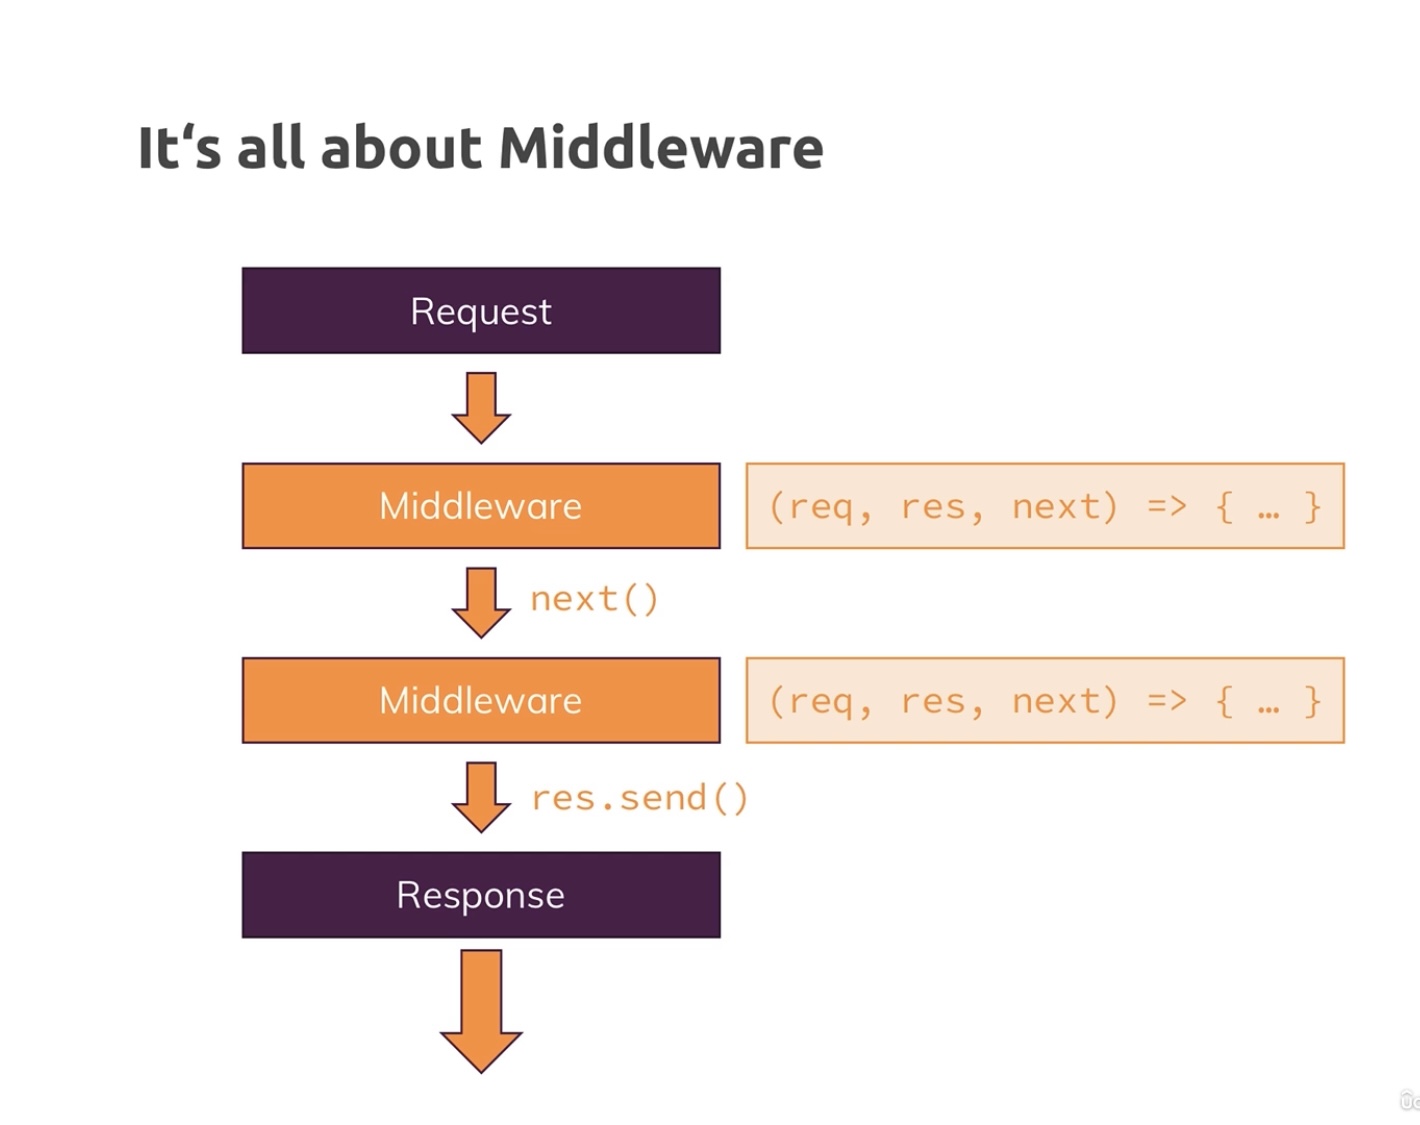 It‘s all about Middleware
Request
Middleware
(req, res, next) => { … }
next()
Middleware
(req, res, next) => { … }
res.send()
Response